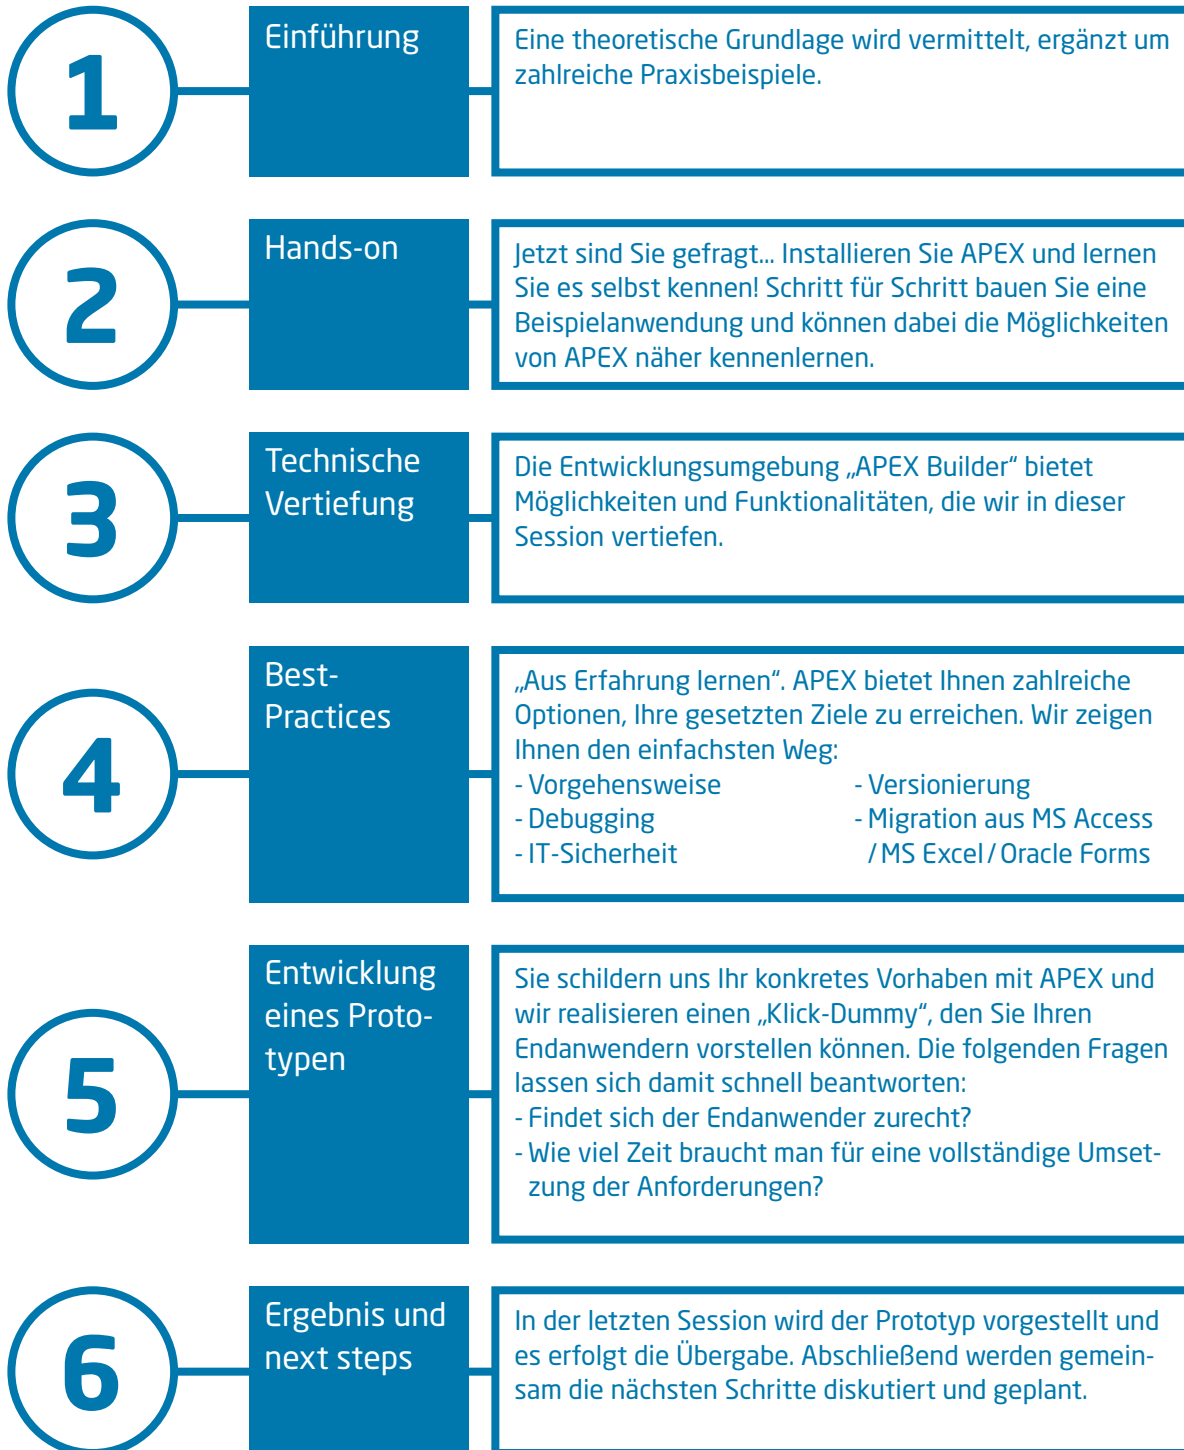 1
Einführung
Eine theoretische Grundlage wird vermittelt, ergänzt um
zahlreiche Praxisbeispiele.
2
Hands-on
Jetzt sind Sie gefragt... Installieren Sie APEX und lernen
Sie es selbst kennen! Schritt für Schritt bauen Sie eine
Beispielanwendung und können dabei die Möglichkeiten
von APEX näher kennenlernen.
3
Technische
Vertiefung
Die Entwicklungsumgebung „APEX Builder“ bietet
Möglichkeiten und Funktionalitäten, die wir in dieser
Session vertiefen.
4
Best-
Practices
„Aus Erfahrung lernen“. APEX bietet Ihnen zahlreiche
Optionen, Ihre gesetzten Ziele zu erreichen. Wir zeigen
Ihnen den einfachsten Weg:
- Vorgehensweise
- Debugging
- IT-Sicherheit
- Versionierung
- Migration aus MS Access
/ MS Excel / Oracle Forms
5
Entwicklung
eines Proto-
typen
Sie schildern uns Ihr konkretes Vorhaben mit APEX und
wir realisieren einen „Klick-Dummy“, den Sie Ihren
Endanwendern vorstellen können. Die folgenden Fragen
lassen sich damit schnell beantworten:
- Findet sich der Endanwender zurecht?
- Wie viel Zeit braucht man für eine vollständige Umset-
zung der Anforderungen?
6
Ergebnis und
next steps
In der letzten Session wird der Prototyp vorgestellt und
es erfolgt die Übergabe. Abschließend werden gemein-
sam die nächsten Schritte diskutiert und geplant.